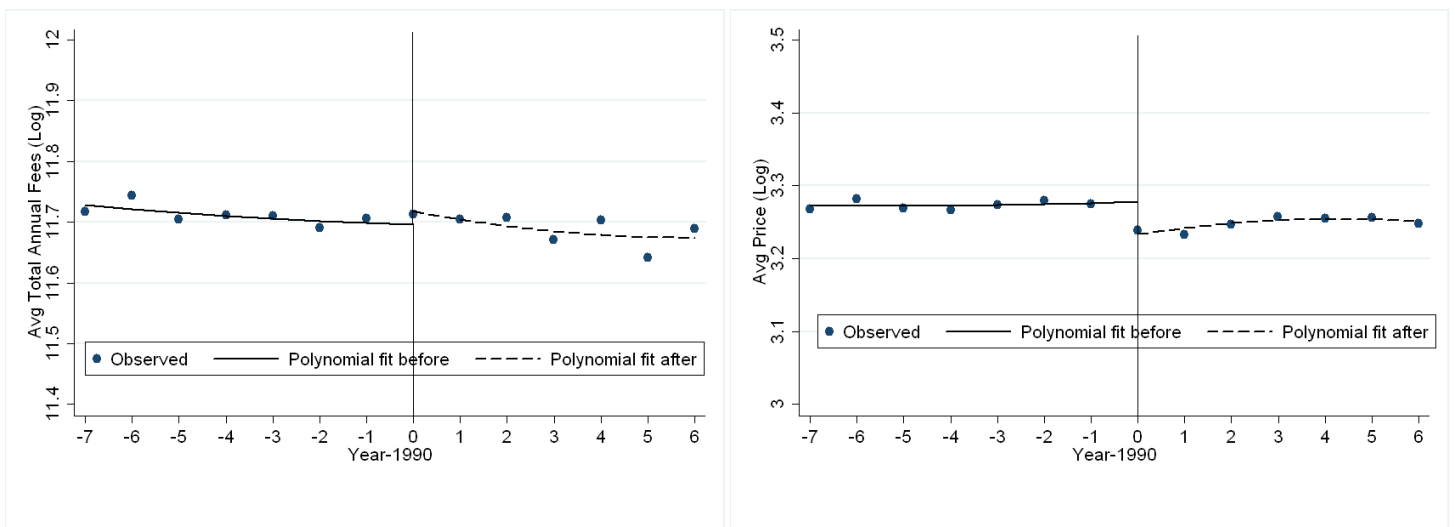 Avg Total Annual Fees (Log)
12
11.9
11.8
11.7
11.6
11.5
11.4
Observed Polynomial fit before Polynomial fit after
-7 -6 -5 -4 -3 -2 -1 0 1 2 3 4 5 6
Year-1990
Avg Price (Log)
3.5
3.4
3.3
3.2
3.1
3
Observed Polynomial fit before Polynomial fit after
-7 -6 -5 -4 -3 -2 -1 0 1 2 3 4 5 6
Year-1990